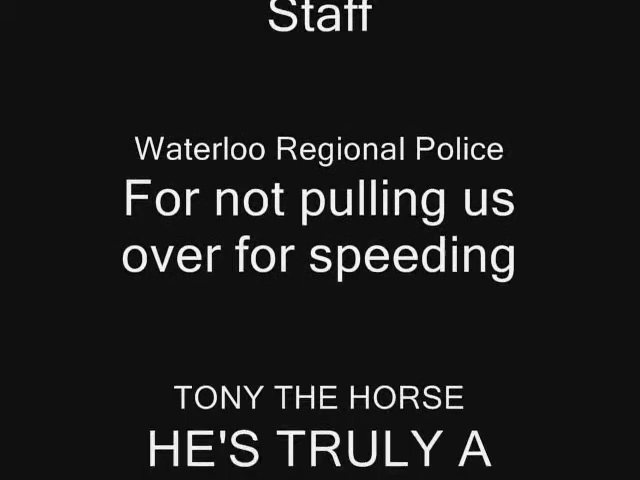 Staff
Waterloo Regional Police
For not pulling us
over for speeding
TONY THE HORSE
HE'S TRULY A